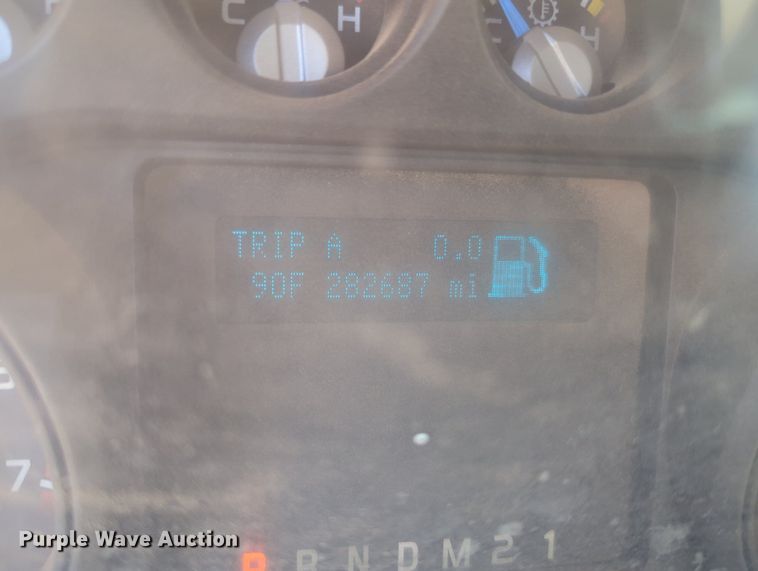 C H
C H
TRIP A 0.0
90F 282687 mi
7
Purple Wave Auction
P R N D M 2 1